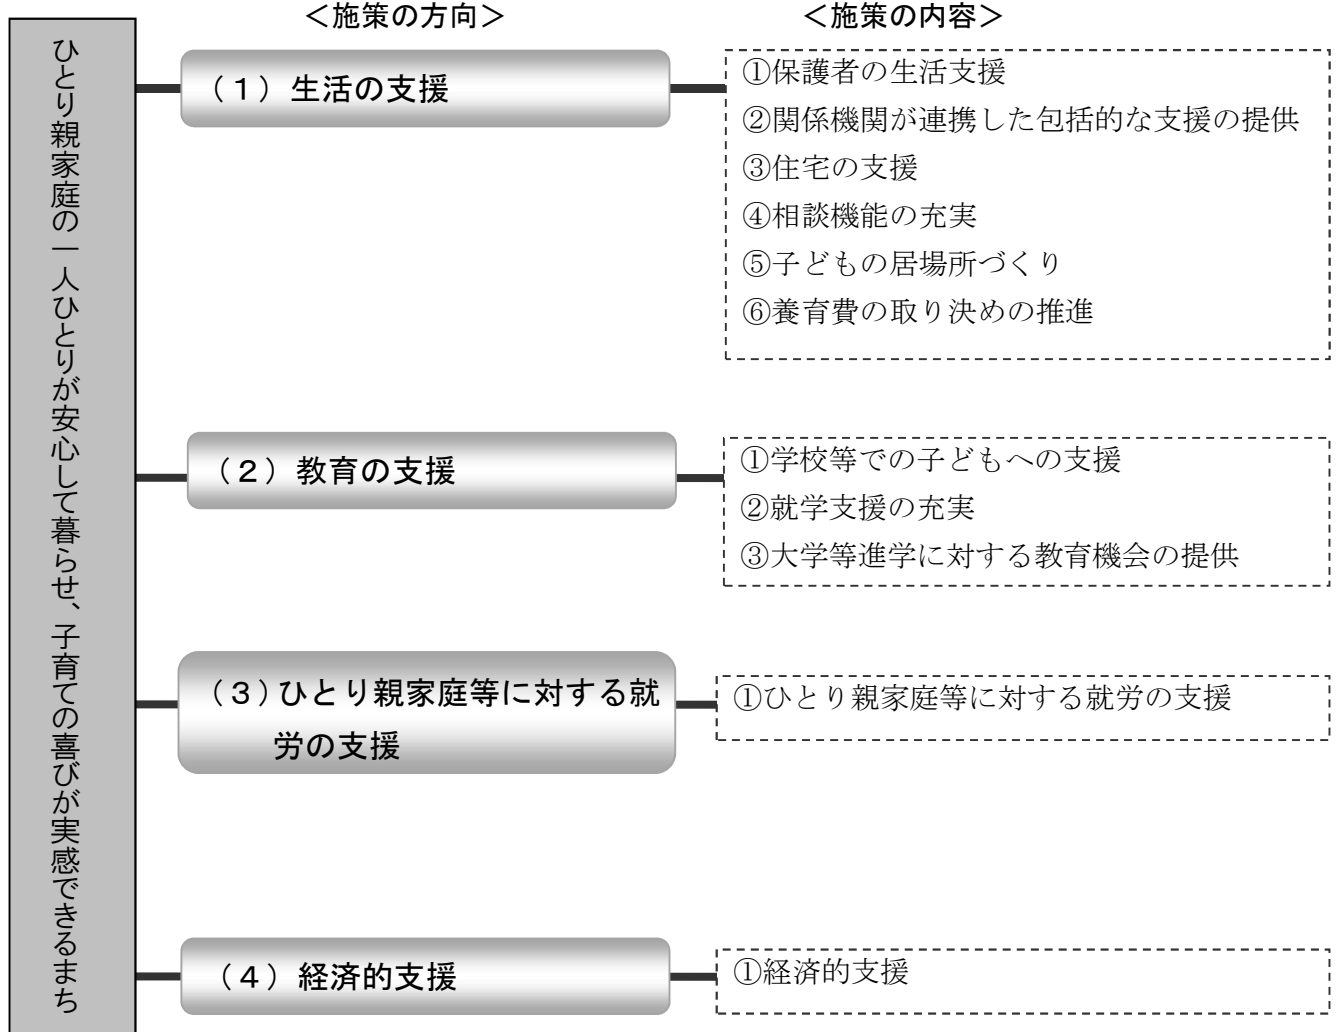 ＜施策の方向＞
＜施策の内容＞
ひとり親家庭の一人ひとりが安心して暮らせ、子育ての喜びが実感できるまち
（１）生活の支援
①保護者の生活支援
②関係機関が連携した包括的な支援の提供
③住宅の支援
④相談機能の充実
⑤子どもの居場所づくり
⑥養育費の取り決めの推進
（２）教育の支援
①学校等での子どもへの支援
②就学支援の充実
③大学等進学に対する教育機会の提供
（３）ひとり親家庭等に対する就
労の支援
①ひとり親家庭等に対する就労の支援
（４）経済的支援
①経済的支援